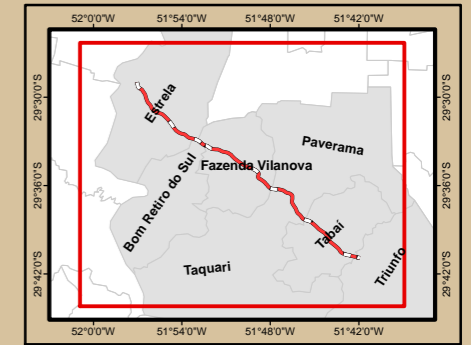 52°0'0"W 51°54'0"W 51°48'0"W 51°42'0"W
29°30'0"S
29°36'0"S
29°42'0"S
Estrela
Paverama
Fazenda Vilanova
Bom Retiro do Sul
Tabaí
Taquari
Triunfo
29°30'0"S
29°36'0"S
29°42'0"S
52°0'0"W 51°54'0"W 51°48'0"W 51°42'0"W